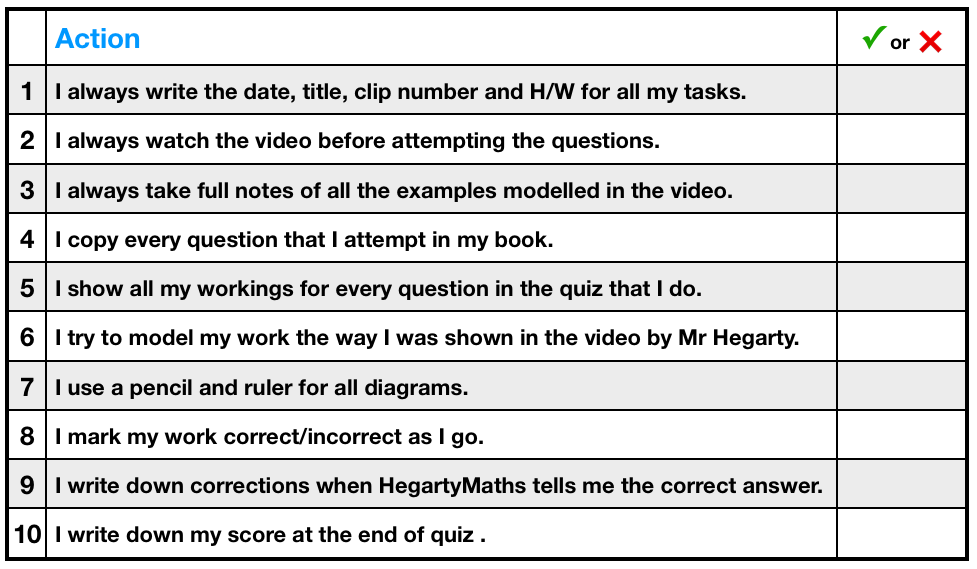 Action ✓ or ✗
1 I always write the date, title, clip number and H/W for all my tasks.
2 I always watch the video before attempting the questions.
3 I always take full notes of all the examples modelled in the video.
4 I copy every question that I attempt in my book.
5 I show all my workings for every question in the quiz that I do.
6 I try to model my work the way I was shown in the video by Mr Hegarty.
7 I use a pencil and ruler for all diagrams.
8 I mark my work correct/incorrect as I go.
9 I write down corrections when HegartyMaths tells me the correct answer.
10 I write down my score at the end of quiz .